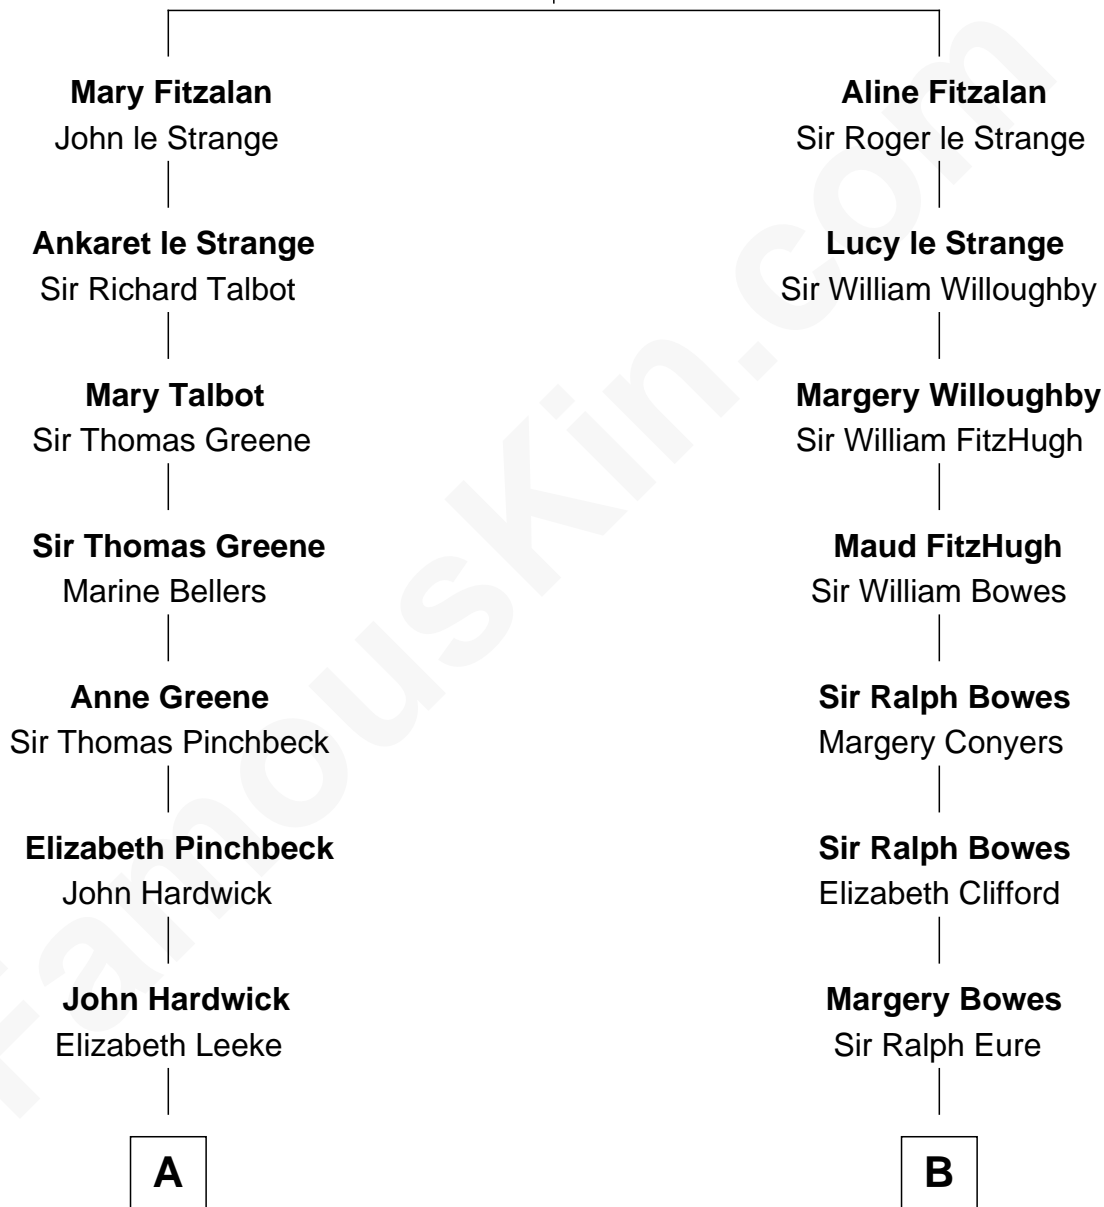 Mary Fitzalan
John le Strange
Ankaret le Strange
Sir Richard Talbot
Mary Talbot
Sir Thomas Greene
Sir Thomas Greene
Marine Bellers
Anne Greene
Sir Thomas Pinchbeck
Elizabeth Pinchbeck
John Hardwick
John Hardwick
Elizabeth Leeke
A
Aline Fitzalan
Sir Roger le Strange
Lucy le Strange
Sir William Willoughby
Margery Willoughby
Sir William FitzHugh
Maud FitzHugh
Sir William Bowes
Sir Ralph Bowes
Margery Conyers
Sir Ralph Bowes
Elizabeth Clifford
Margery Bowes
Sir Ralph Eure
B
FamousKin.com